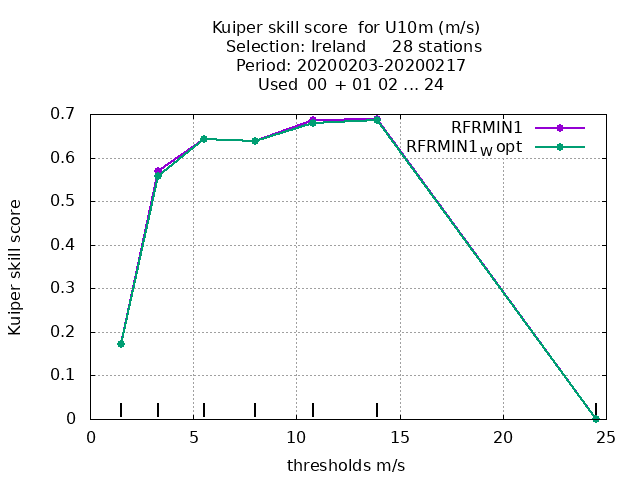 Kuiper skill score  for U10m (m/s)
Selection: Ireland     28 stations
Period: 20200203-20200217
Used  00  + 01 02 ... 24
RFRMIN1
RFRMIN1W opt
0.7
0.6
0.5
0.4
0.3
0.2
0.1
0
Kuiper skill score
0 5 10 15 20 25
thresholds m/s